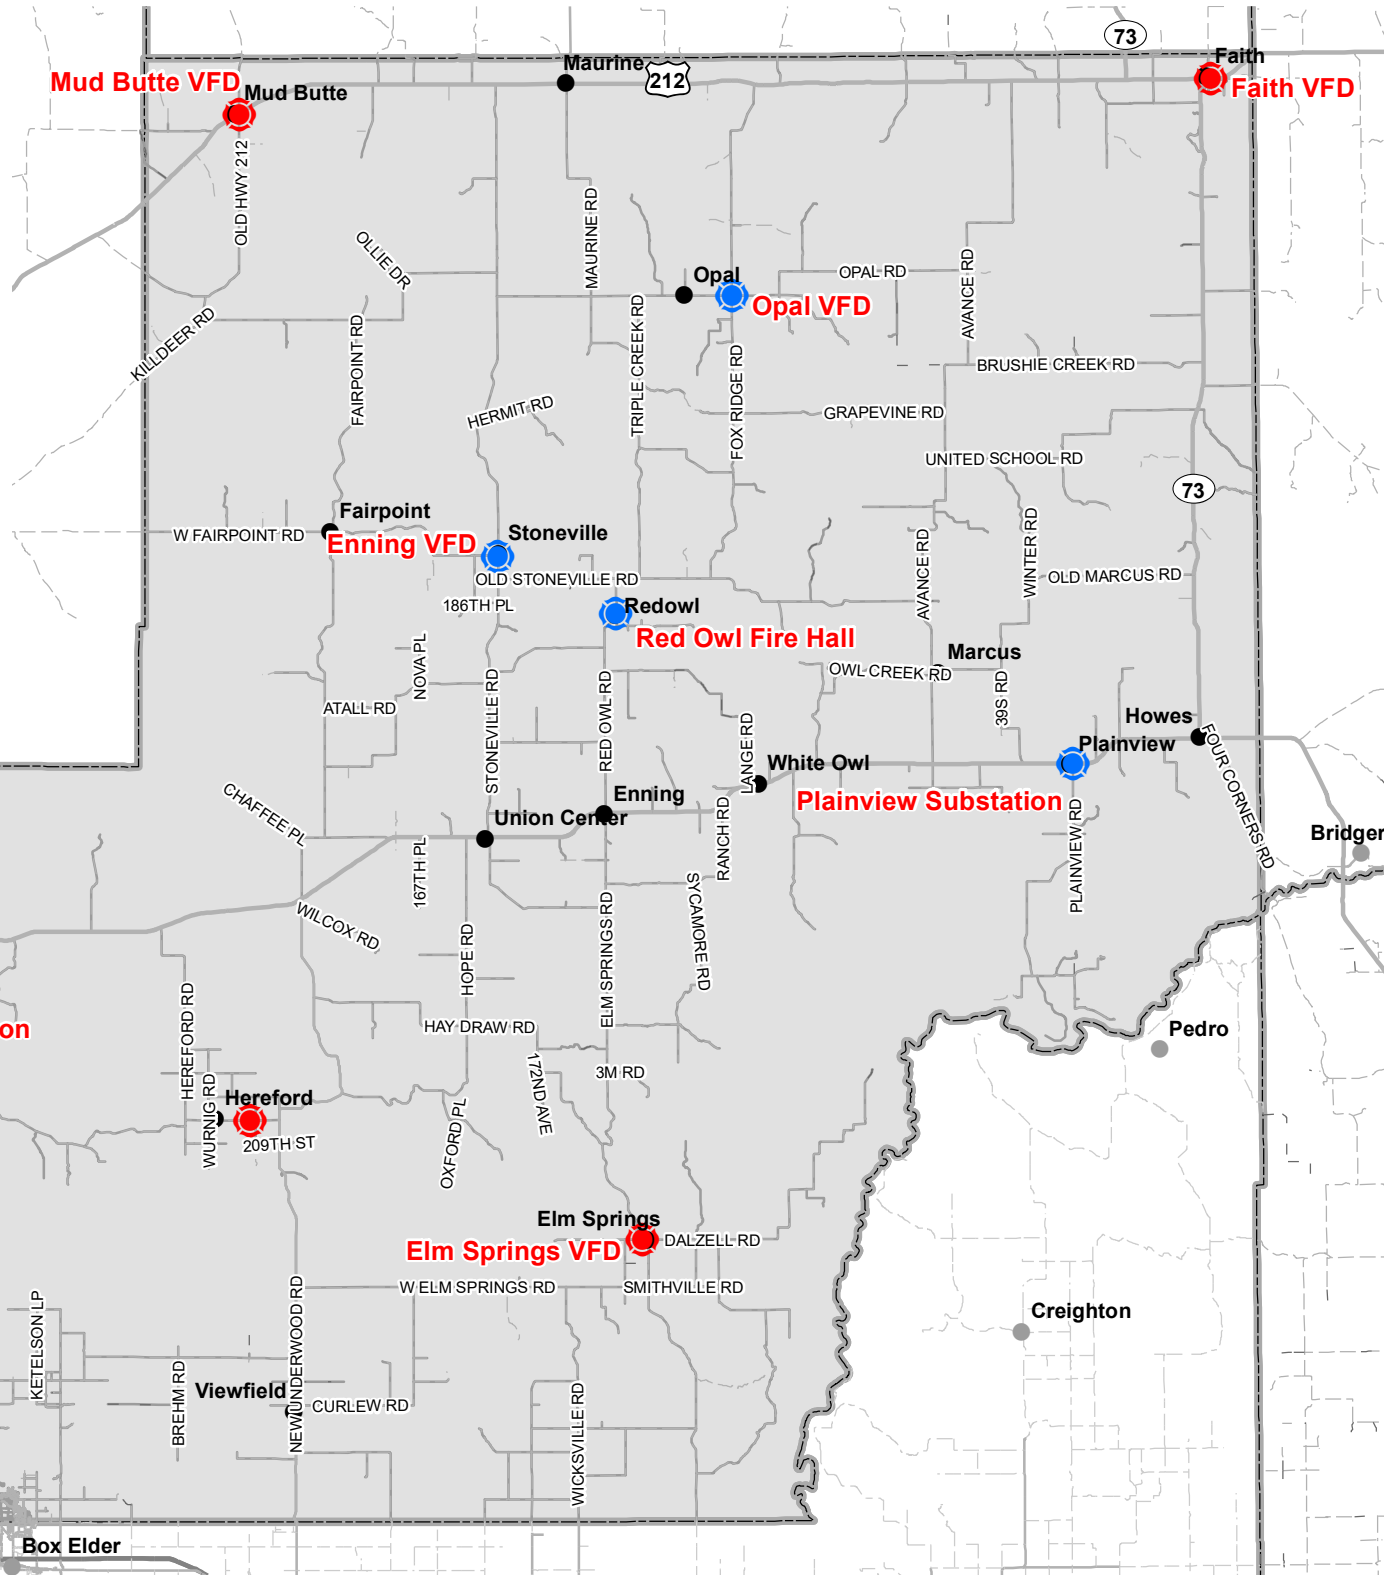 73
Maurine
Faith
212
Mud Butte VFD
Mud Butte
Faith VFD
OLD HWY 212
OLLIE DR
MAURINE RD
Opal
OPAL RD
AVANCE RD
Opal VFD
KILLDEER RD
FAIRPOINT RD
TRIPLE CREEK RD
FOX RIDGE RD
BRUSHIE CREEK RD
HERMIT RD
GRAPEVINE RD
UNITED SCHOOL RD
73
Fairpoint
W FAIRPOINT RD
Enning VFD
Stoneville
WINTER RD
AVANCE RD
OLD STONEVILLE RD
OLD MARCUS RD
186TH PL
Redowl
Red Owl Fire Hall
NOVA PL
Marcus
OWL CREEK RD
39S RD
ATALL RD
STONEVILLE RD
RED OWL RD
LANGE RD
Howes
Plainview
White Owl
FOUR CORNERS RD
Enning
Plainview Substation
CHAFFEE PL
Union Center
RANCH RD
PLAINVIEW RD
Bridger
167TH PL
SYCAMORE RD
WILCOX RD
HOPE RD
ELM SPRINGS RD
HEREFORD RD
on
HAY DRAW RD
Pedro
3M RD
172ND AVE
Hereford
WURNIG RD
209TH ST
OXFORD PL
Elm Springs
Elm Springs VFD
DALZELL RD
W ELM SPRINGS RD
SMITHVILLE RD
Creighton
KETELSON LP
NEW UNDERWOOD RD
BREHM RD
Viewfield
CURLEW RD
WICKSVILLE RD
Box Elder